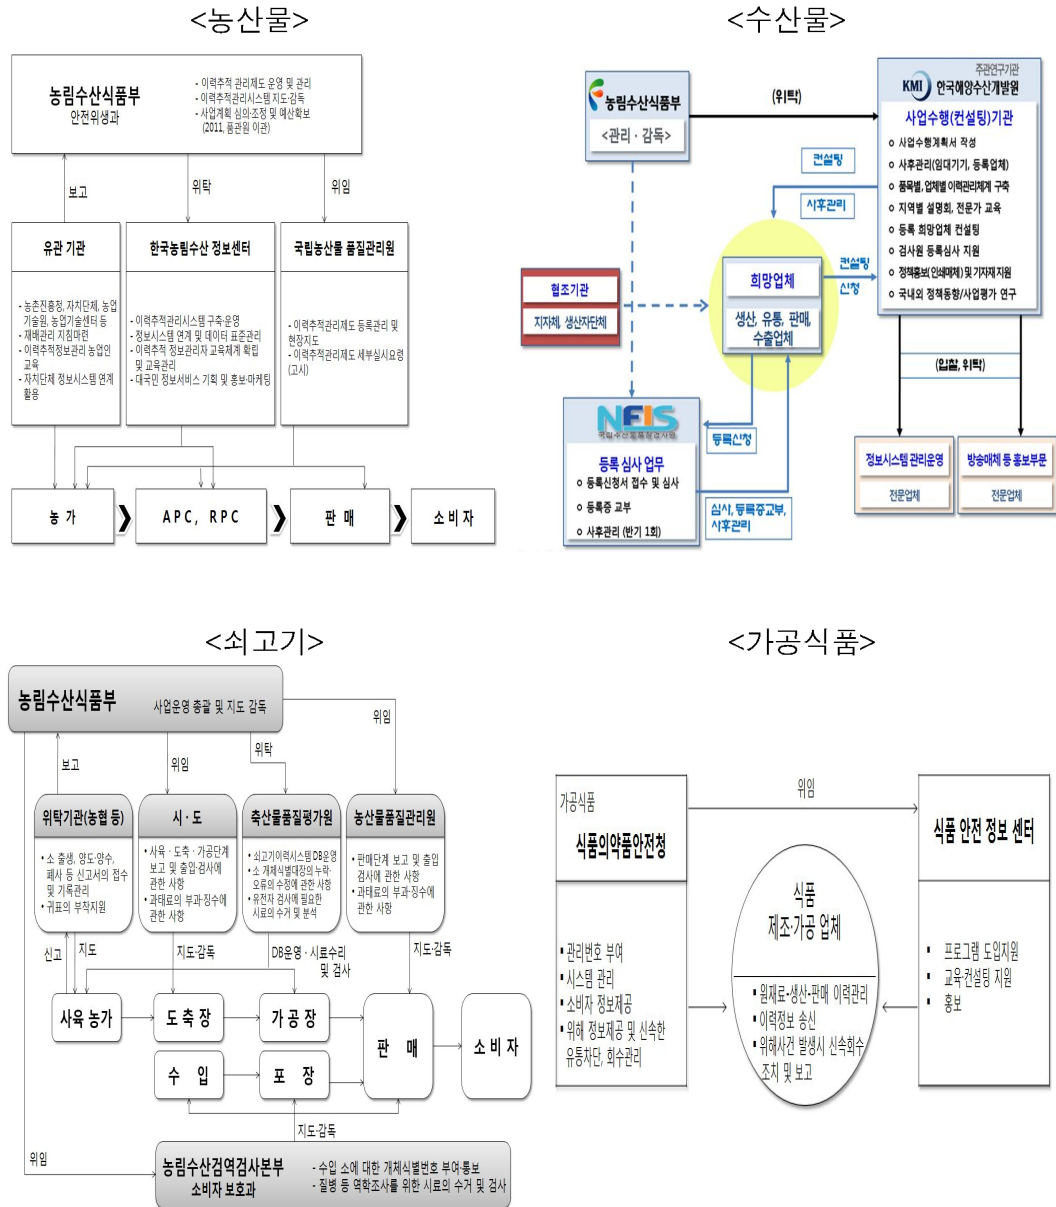 <농산물>
농림수산식품부
안전위생과
- 이력추적 관리제도 운영 및 관리
- 이력추적관리시스템 지도·감독
- 사업계획 심의·조정 및 예산확보
(2011, 품관원 이관)
보고
위탁
위임
유관 기관
- 농촌진흥청, 자치단체, 농업
기술원, 농업기술센터 등
- 재배관리 지침마련
- 이력추적정보관리 농업인
교육
- 자치단체 정보시스템 연계
활용
한국농림수산 정보센터
- 이력추적관리시스템 구축·운영
- 정보시스템 연계 및 데이터 표준관리
- 이력추적 정보관리자 교육체계 확립
및 교육관리
- 대국민 정보서비스 기획 및 홍보·마케팅
국립농산물 품질관리원
- 이력추적관리제도 등록관리 및
현장지도
- 이력추적관리제도 세부실시요령
(고시)
농 가
APC, RPC
판 매
소 비 자
<수산물>
농림수산식품부
<관리 · 감독>
(위탁)
주관연구기관
KMI 한국해양수산개발원
사업수행(컨설팅)기관
o 사업수행계획서 작성
o 사후관리(임대기기, 등록업체)
o 품목별, 업체별 이력관리체계 구축
o 지역별 설명회, 전문가 교육
o 등록 희망업체 컨설팅
o 검사원 등록심사 지원
o 정책홍보(인쇄매체) 및 기자재 지원
o 국내외 정책동향/사업평가 연구
컨설팅
사후관리
협조기관
지자체, 생산자단체
희망업체
생산, 유통, 판매,
수출업체
컨설팅
신청
(입찰, 위탁)
NFIS
국립수산물품질검사원
등록 심사 업무
o 등록신청서 접수 및 심사
o 등록증 교부
o 사후관리 (반기 1회)
등록신청
심사, 등록증교부,
사후관리
정보시스템 관리운영
전문업체
방송매체 등 홍보부문
전문업체
<쇠고기>
농림수산식품부
사업운영 총괄 및 지도 감독
보고
위임
위탁
위임
위탁기관(농협 등)
• 소 출생, 양도·양수,
폐사 등 신고서의 접수
및 기록관리
• 귀표의 부착지원
시 · 도
• 사육 · 도축 · 가공단계
보고 및 출입·검사에
관한 사항
• 과태료의 부과·징수에
관한 사항
축산물품질평가원
• 쇠고기이력시스템 DB운영
• 소 개체식별대장의 누락·
오류의 수정에 관한 사항
• 유전자 검사에 필요한
시료의 수거 및 분석
농산물품질관리원
• 판매단계 보고 및 출입
검사에 관한 사항
• 과태료의 부과·징수에
관한 사항
신고
지도
지도·감독
DB운영 · 시료수리
및 검사
지도·감독
사육 농가
도 축 장
가 공 장
판 매
소 비 자
수 입
포 장
지도·감독
위임
농림수산검역검사본부
소비자 보호과
- 수입 소에 대한 개체식별번호 부여·통보
- 질병 등 역학조사를 위한 시료의 수거 및 검사
<가공식품>
가공식품
식품의약품안전청
▪ 관리번호 부여
▪ 시스템 관리
▪ 소비자 정보제공
▪ 위해 정보제공 및 신속한
유통차단, 회수관리
위임
식품
제조·가공 업체
▪ 원재료-생산-판매 이력관리
▪ 이력정보 송신
▪ 위해사건 발생시 신속회수
조치 및 보고
식품 안전 정보 센터
▪ 프로그램 도입지원
▪ 교육·컨설팅 지원
▪ 홍보